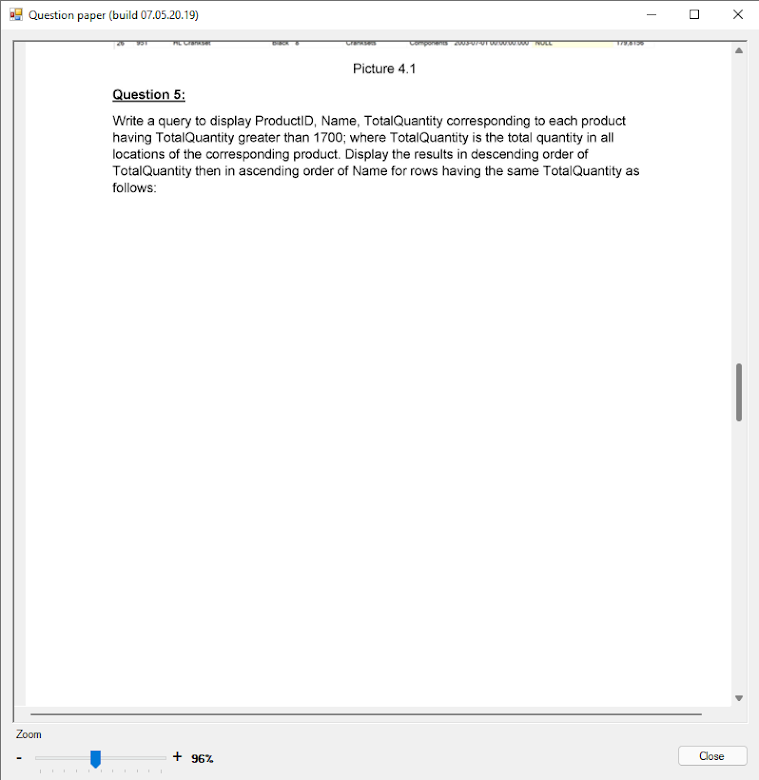 Question paper (build 07.05.20.19)
26 951 HL Crankset Black 8 Cranksets Components 2003-07-01 00:00:00.000 NULL 179,8156
Picture 4.1
Question 5:
Write a query to display ProductID, Name, TotalQuantity corresponding to each product
having TotalQuantity greater than 1700; where TotalQuantity is the total quantity in all
locations of the corresponding product. Display the results in descending order of
TotalQuantity then in ascending order of Name for rows having the same TotalQuantity as
follows:
Zoom
- + 96%
Close